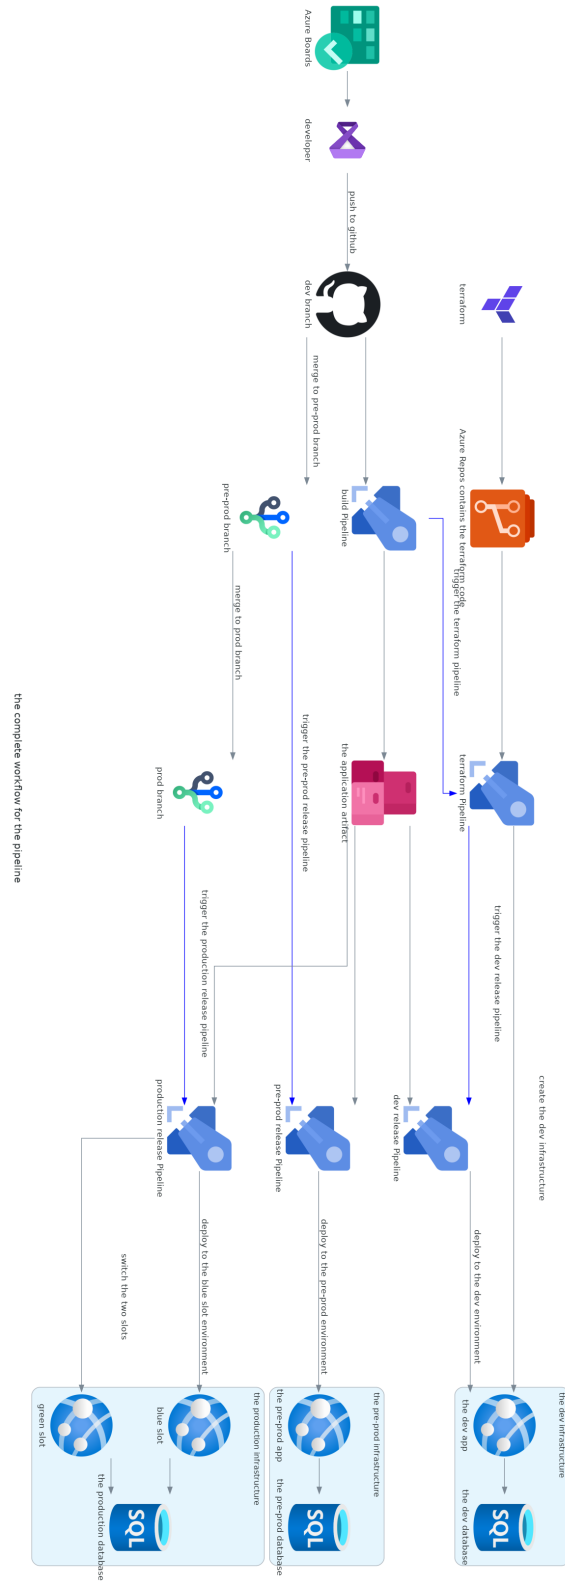 Azure Boards
developer
push to github
dev branch
terraform
merge to pre-prod branch
build Pipeline
Azure Repos contains the terraform code
pre-prod branch
trigger the terraform pipeline
merge to prod branch
trigger the pre-prod release pipeline
the application artifact
terraform Pipeline
prod branch
the complete workflow for the pipeline
trigger the production release pipeline
trigger the dev release pipeline
create the dev infrastructure
production release Pipeline
pre-prod release Pipeline
dev release Pipeline
switch the two slots
deploy to the blue slot environment
deploy to the pre-prod environment
deploy to the dev environment
the production infrastructure
the pre-prod infrastructure
the dev infrastructure
green slot
blue slot
the pre-prod app
the dev app
SQL
the production database
SQL
the pre-prod database
SQL
the dev database